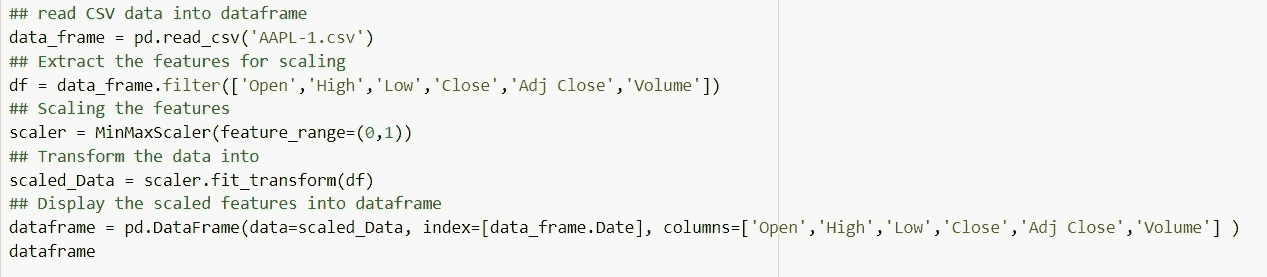 ## read CSV data into dataframe
data_frame = pd.read_csv('AAPL-1.csv')
## Extract the features for scaling
df = data_frame.filter(['Open','High','Low','Close','Adj Close','Volume'])
## Scaling the features
scaler = MinMaxScaler(feature_range=(0,1))
## Transform the data into
scaled_Data = scaler.fit_transform(df)
## Display the scaled features into dataframe
dataframe = pd.DataFrame(data=scaled_Data, index=[data_frame.Date], columns=['Open','High','Low','Close','Adj Close','Volume'] )
dataframe